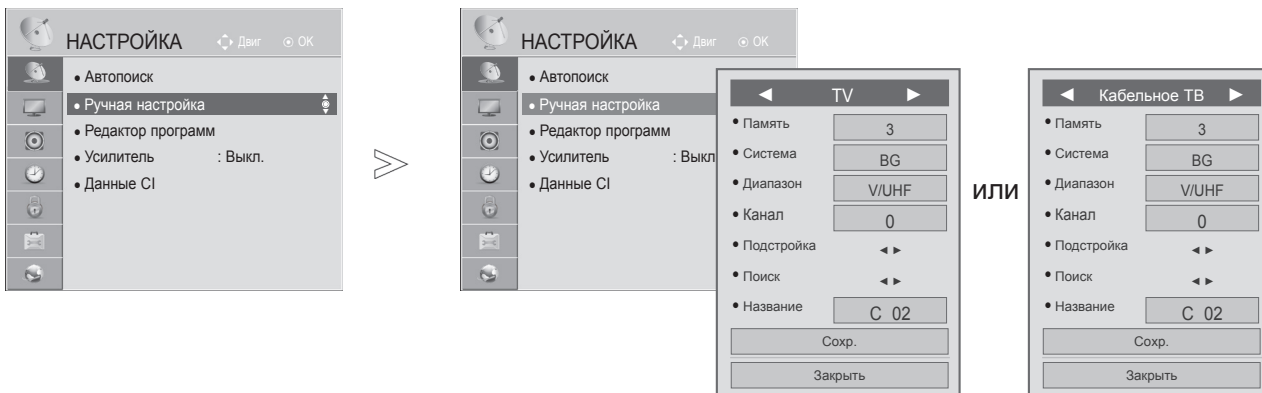 НАСТРОЙКА Двиг ОК
• Автопоиск
• Ручная настройка
• Редактор программ
• Усилитель : Выкл.
• Данные CI
НАСТРОЙКА Двиг ОК
• Автопоиск
• Ручная настройка
• Редактор программ
• Усилитель : Выкл
• Данные CI
◄ TV ►
• Память 3
• Система BG
• Диапазон V/UHF
• Канал 0
• Подстройка ◄ ►
• Поиск ◄ ►
• Название C 02
Сохр.
Закрыть
или
◄ Кабельное ТВ ►
• Память 3
• Система BG
• Диапазон V/UHF
• Канал 0
• Подстройка ◄ ►
• Поиск ◄ ►
• Название C 02
Сохр.
Закрыть